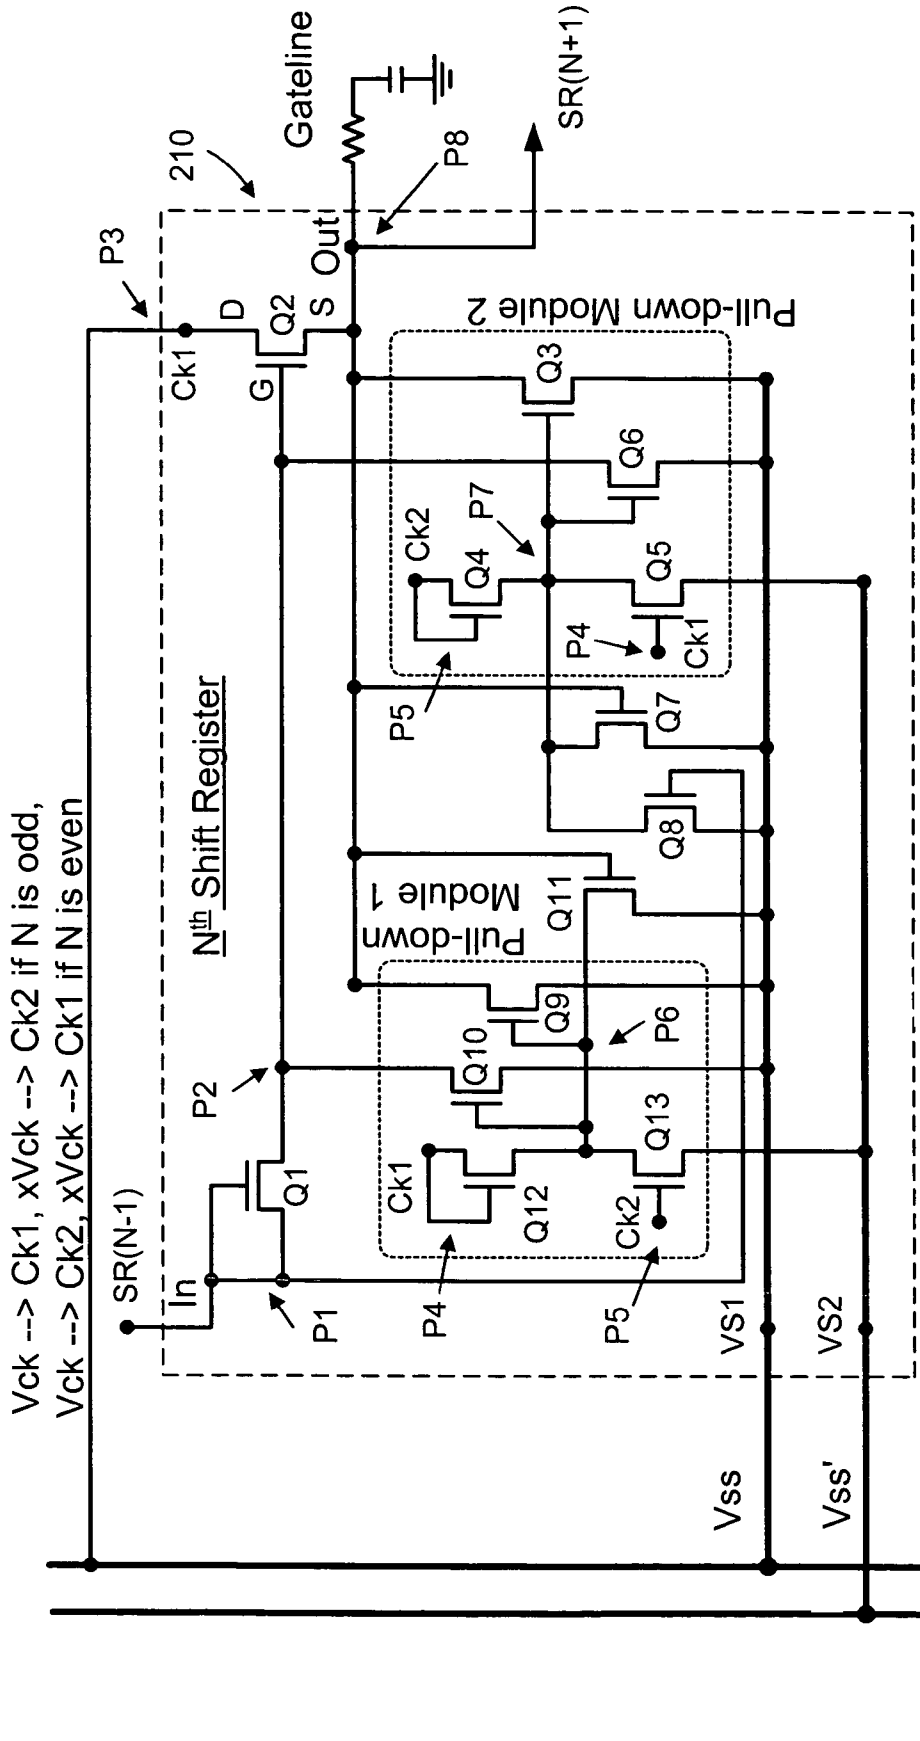 Vck --> Ck1, xVck --> Ck2 if N is odd,
Vck --> Ck2, xVck --> Ck1 if N is even
SR(N-1)
In
P1
P2
Q1
Nth Shift Register
P3
210
Ck1
D
G
Q2
S
Out
Gateline
P8
SR(N+1)
Pull-down
Module 1
Ck1
P4
Q12
Q10
Q9
P6
Q13
Ck2
P5
Q11
Q8
Q7
Pull-down Module 2
Ck2
P5
Q4
P7
Q3
Q6
Q5
P4
Ck1
Vss
VS1
Vss'
VS2